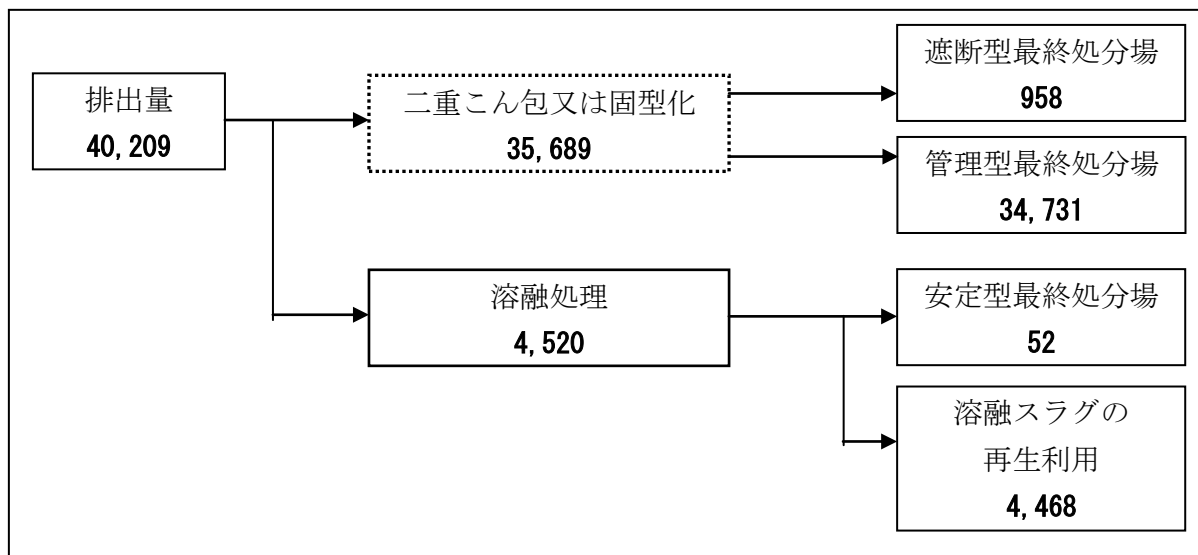 排出量
40,209
二重こん包又は固型化
35,689
遮断型最終処分場
958
管理型最終処分場
34,731
溶融処理
4,520
安定型最終処分場
52
溶融スラグの
再生利用
4,468